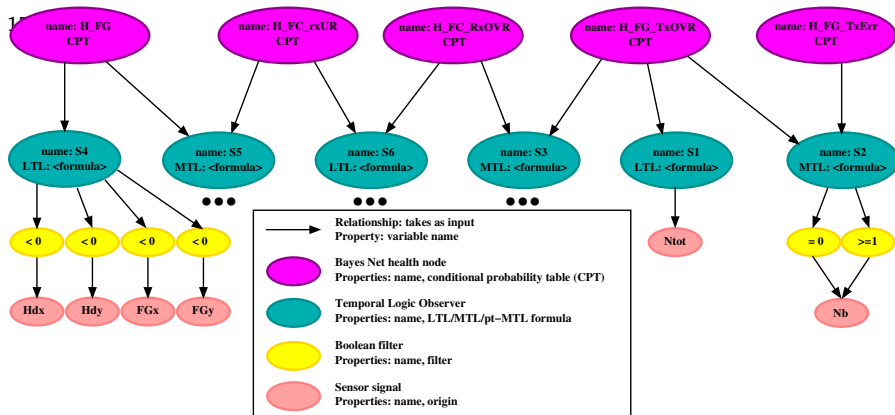 name: H_FG
CPT
name: H_FC_rxUR
CPT
name: H_FC_RxOVR
CPT
name: H_FG_TxOVR
CPT
name: H_FG_TxErr
CPT
name: S4
LTL: <formula>
name: S5
MTL: <formula>
name: S6
LTL: <formula>
name: S3
MTL: <formula>
name: S1
LTL: <formula>
name: S2
MTL: <formula>
< 0
< 0
< 0
< 0
Ntot
= 0
>=1
Hdx
Hdy
FGx
FGy
Nb
Relationship: takes as input
Property: variable name
Bayes Net health node
Properties: name, conditional probability table (CPT)
Temporal Logic Observer
Properties: name, LTL/MTL/pt−MTL formula
Boolean filter
Properties: name, filter
Sensor signal
Properties: name, origin